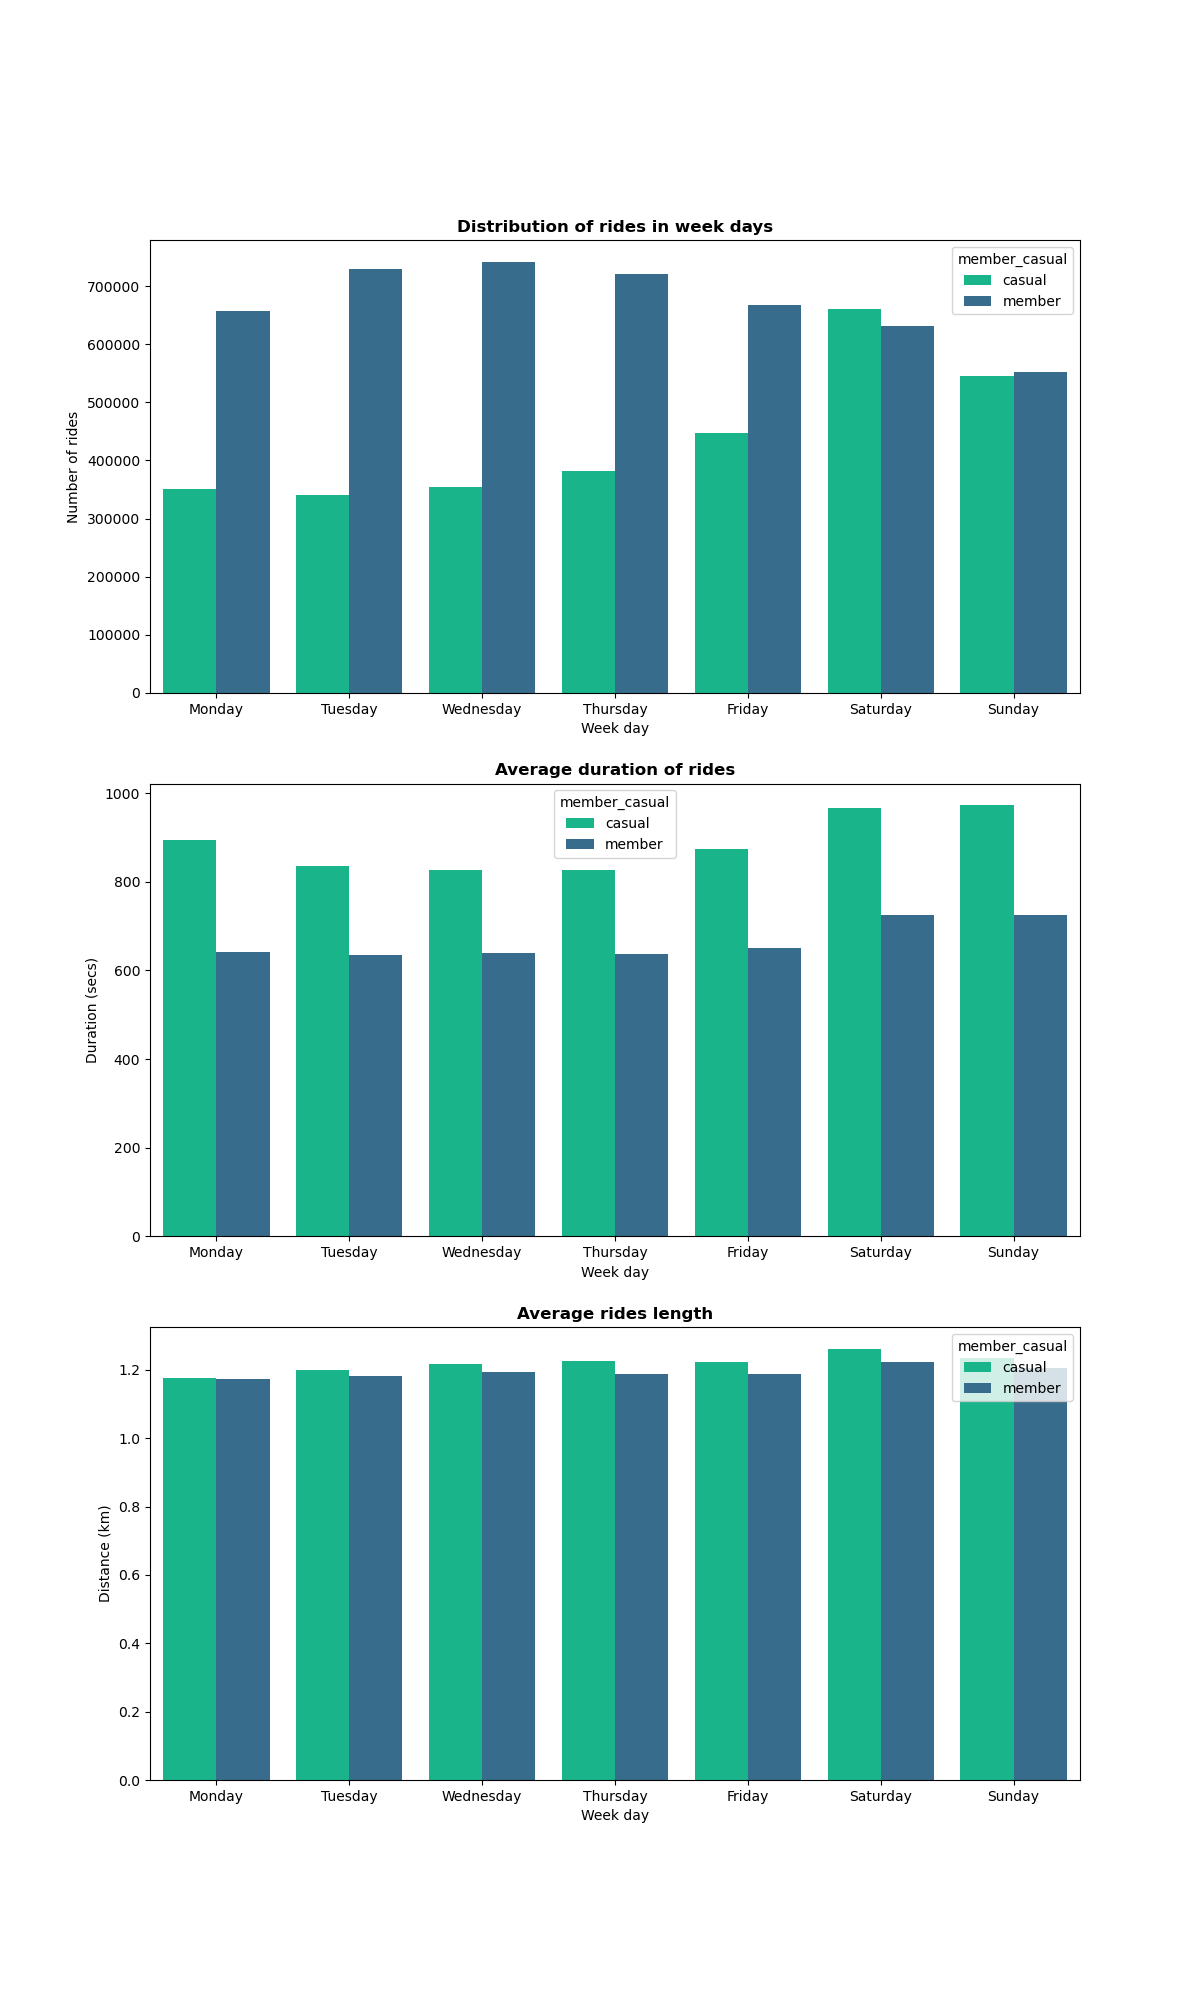 Distribution of rides in week days
member_casual
casual
member
Number of rides
700000
600000
500000
400000
300000
200000
100000
0
Monday Tuesday Wednesday Thursday Friday Saturday Sunday
Week day
Average duration of rides
member_casual
casual
member
Duration (secs)
1000
800
600
400
200
0
Monday Tuesday Wednesday Thursday Friday Saturday Sunday
Week day
Average rides length
member_casual
casual
member
Distance (km)
1.2
1.0
0.8
0.6
0.4
0.2
0.0
Monday Tuesday Wednesday Thursday Friday Saturday Sunday
Week day